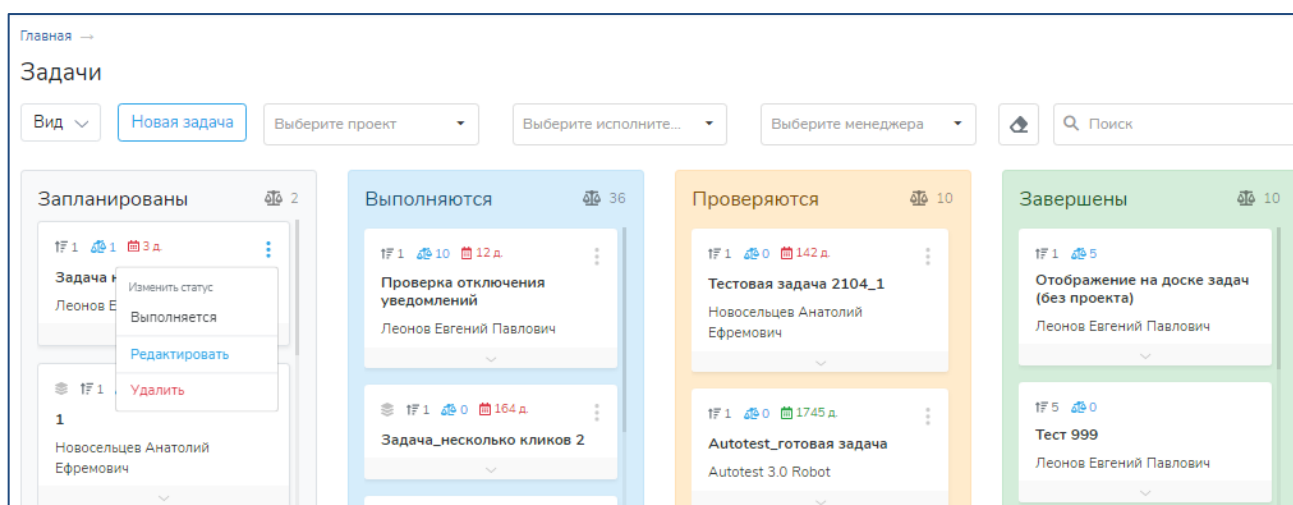 Главная →
Задачи
Вид
Новая задача
Выберите проект
Выберите исполните...
Выберите менеджера
Поиск
Запланированы 2
1 1 3 д.
Задача
Леонов Е
Изменить статус
Выполняется
Редактировать
Удалить
1
1
Новосельцев Анатолий
Ефремович
Выполняются 36
1 10 12 д.
Проверка отключения
уведомлений
Леонов Евгений Павлович
1 0 164 д.
Задача_несколько кликов 2
Проверяются 10
1 0 142 д.
Тестовая задача 2104_1
Новосельцев Анатолий
Ефремович
1 0 1745 д.
Autotest_готовая задача
Autotest 3.0 Robot
Завершены 10
1 5
Отображение на доске задач
(без проекта)
Леонов Евгений Павлович
5 0
Тест 999
Леонов Евгений Павлович